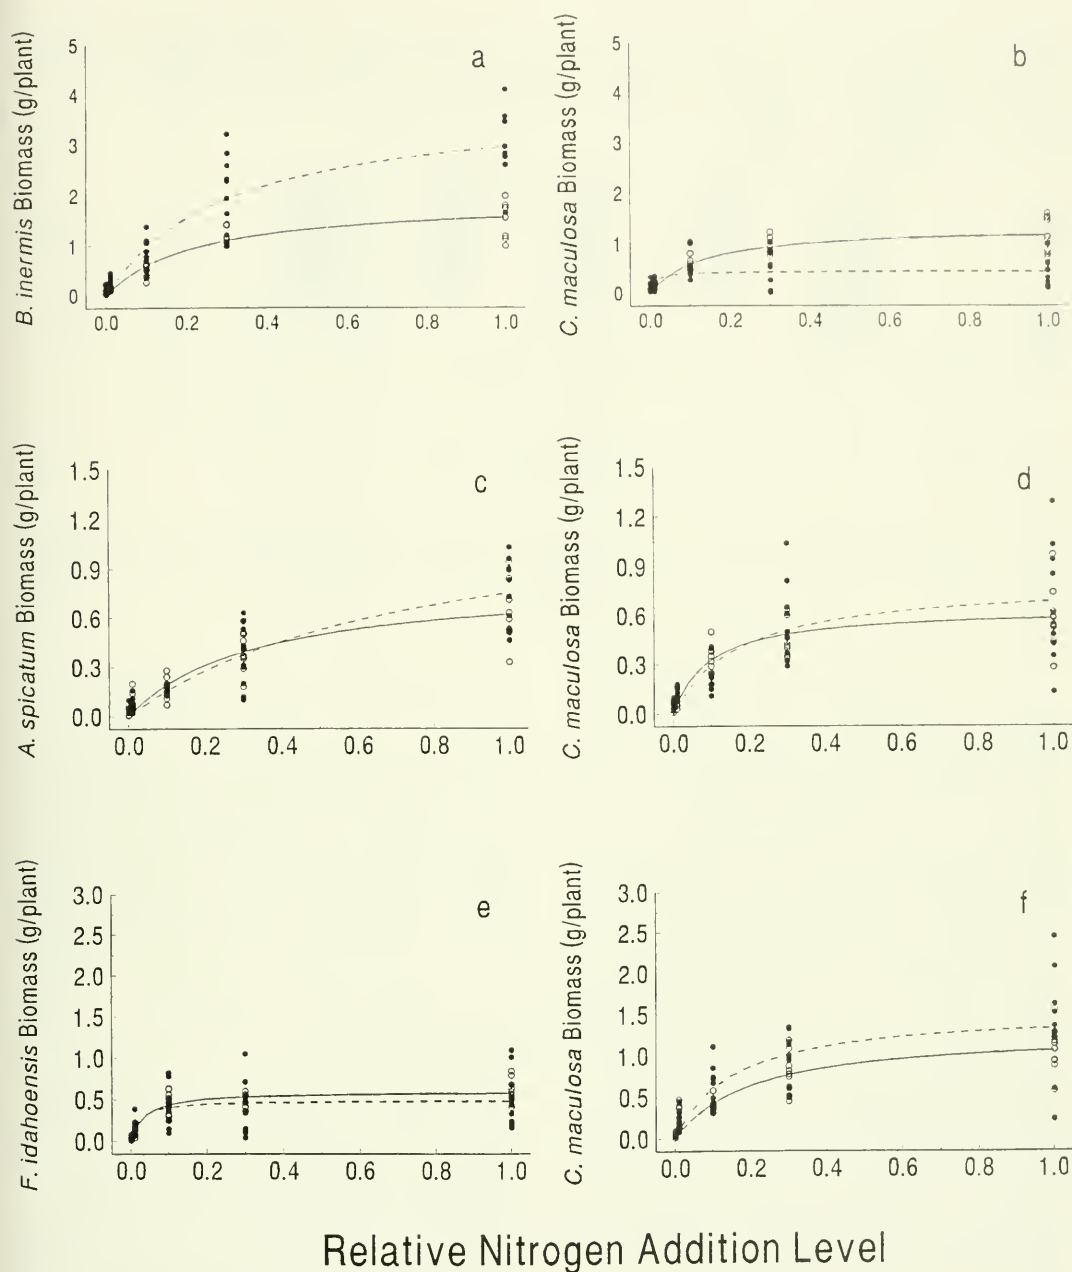 a
B. inermis Biomass (g/plant)
5
4
3
2
1
0
0.0 0.2 0.4 0.6 0.8 1.0
b
C. maculosa Biomass (g/plant)
5
4
3
2
1
0
0.0 0.2 0.4 0.6 0.8 1.0
c
A. spicatum Biomass (g/plant)
1.5
1.2
0.9
0.6
0.3
0.0
0.0 0.2 0.4 0.6 0.8 1.0
d
C. maculosa Biomass (g/plant)
1.5
1.2
0.9
0.6
0.3
0.0
0.0 0.2 0.4 0.6 0.8 1.0
e
F. idahoensis Biomass (g/plant)
3.0
2.5
2.0
1.5
1.0
0.5
0.0
0.0 0.2 0.4 0.6 0.8 1.0
f
C. maculosa Biomass (g/plant)
3.0
2.5
2.0
1.5
1.0
0.5
0.0
0.0 0.2 0.4 0.6 0.8 1.0
Relative Nitrogen Addition Level